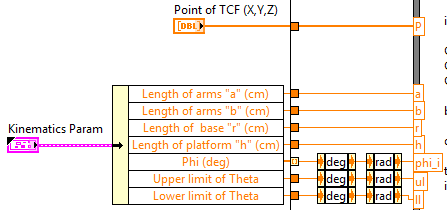 Point of TCF (X,Y,Z)
DBL
P
Length of arms "a" (cm)
a
Length of arms "b" (cm)
b
Kinematics Param
Length of base "r" (cm)
r
Length of platform "h" (cm)
h
Phi (deg)
deg
rad
phi_i
Upper limit of Theta
deg
rad
ul
Lower limit of Theta
deg
rad
ll